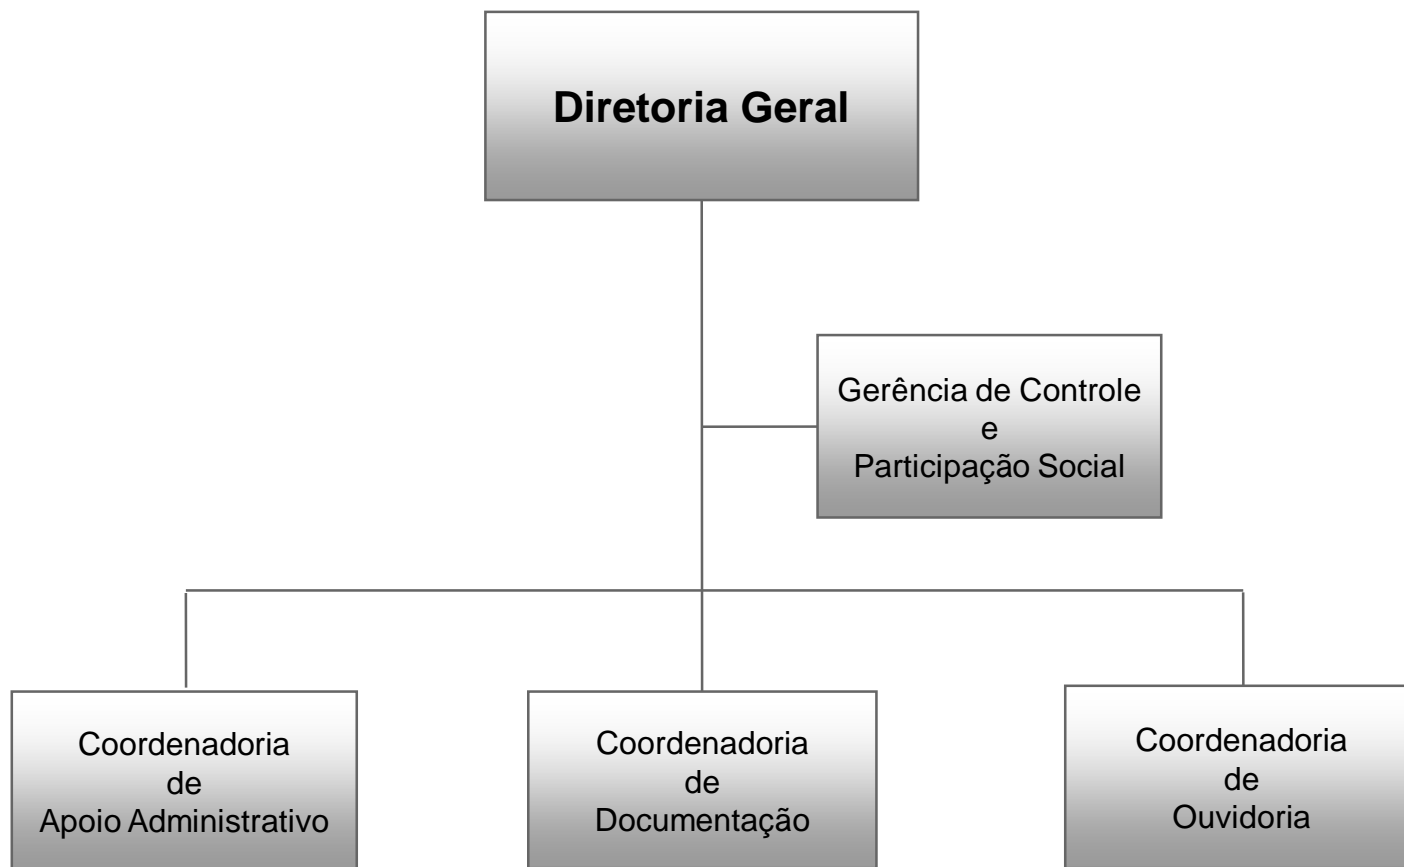 Diretoria Geral
Gerência de Controle
e
Participação Social
Coordenadoria
de
Apoio Administrativo
Coordenadoria
de
Documentação
Coordenadoria
de
Ouvidoria